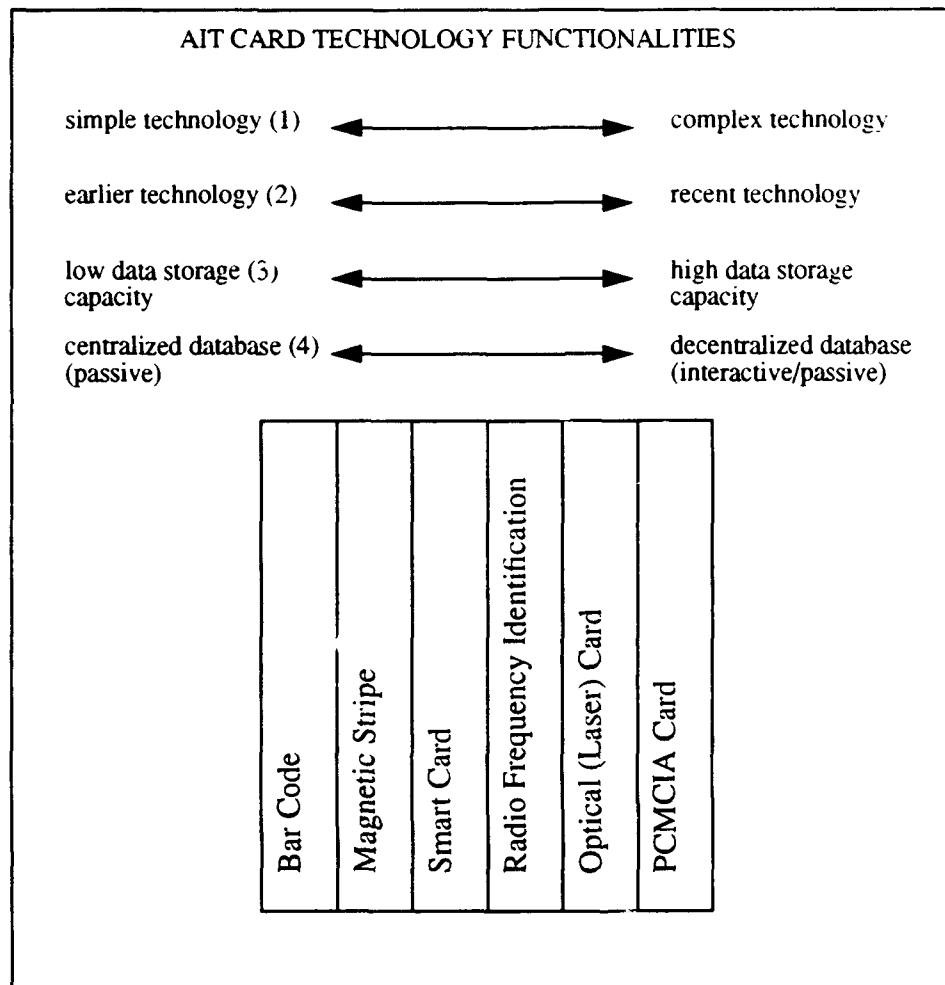 AIT CARD TECHNOLOGY FUNCTIONALITIES
simple technology (1) complex technology
earlier technology (2) recent technology
low data storage (3) high data storage
capacity capacity
centralized database (4) decentralized database
(passive) (interactive/passive)
Bar Code
Magnetic Stripe
Smart Card
Radio Frequency Identification
Optical (Laser) Card
PCMCIA Card